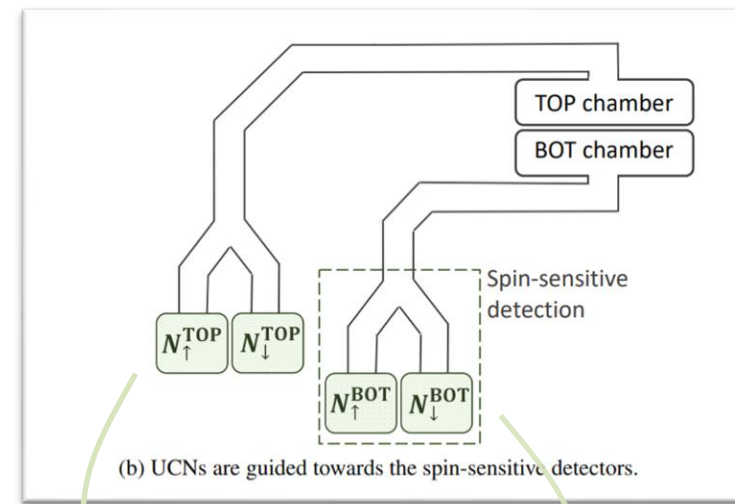 TOP chamber
BOT chamber
Spin-sensitive
detection
N↑^TOP N↓^TOP
N↑^BOT N↓^BOT
(b) UCNs are guided towards the spin-sensitive detectors.